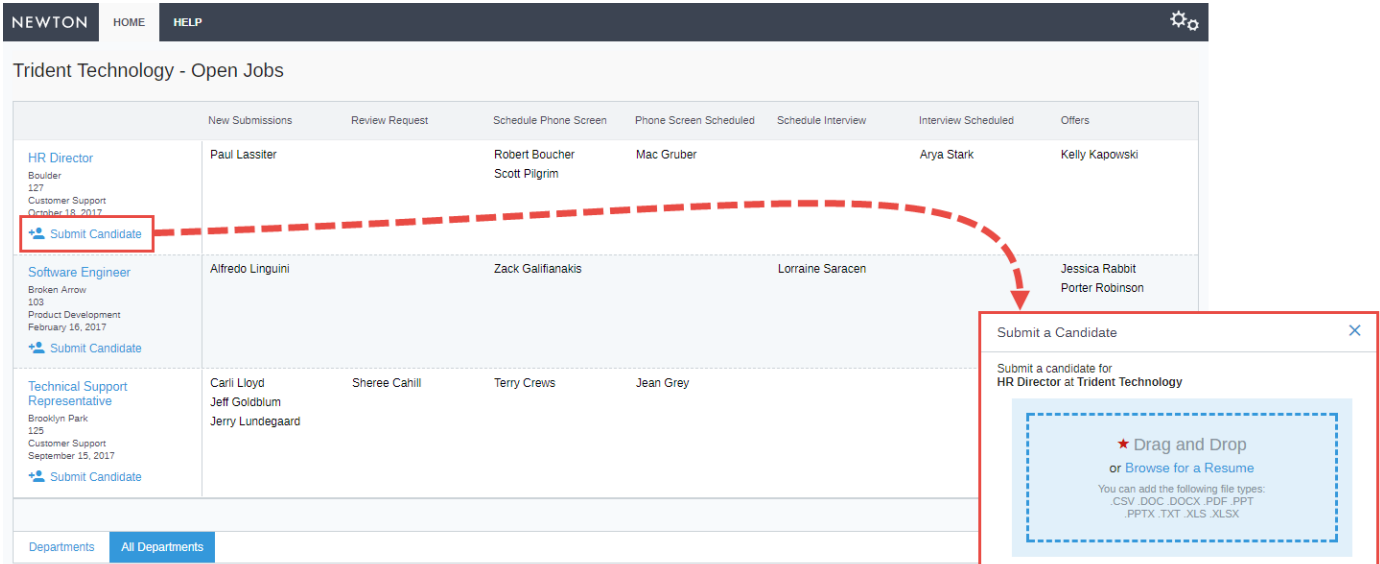 NEWTON HOME HELP
Trident Technology - Open Jobs
New Submissions Review Request Schedule Phone Screen Phone Screen Scheduled Schedule Interview Interview Scheduled Offers
HR Director
Boulder
127
Customer Support
October 18, 2017
Submit Candidate
Paul Lassiter
Robert Boucher
Scott Pilgrim
Mac Gruber
Arya Stark
Kelly Kapowski
Software Engineer
Broken Arrow
103
Product Development
February 16, 2017
Submit Candidate
Alfredo Linguini
Zack Galifianakis
Lorraine Saracen
Jessica Rabbit
Porter Robinson
Technical Support
Representative
Brooklyn Park
125
Customer Support
September 15, 2017
Submit Candidate
Carli Lloyd
Jeff Goldblum
Jerry Lundegaard
Sheree Cahill
Terry Crews
Jean Grey
Departments All Departments
Submit a Candidate
Submit a candidate for
HR Director at Trident Technology
★ Drag and Drop
or Browse for a Resume
You can add the following file types:
.CSV .DOC .DOCX .PDF .PPT
.PPTX .TXT .XLS .XLSX